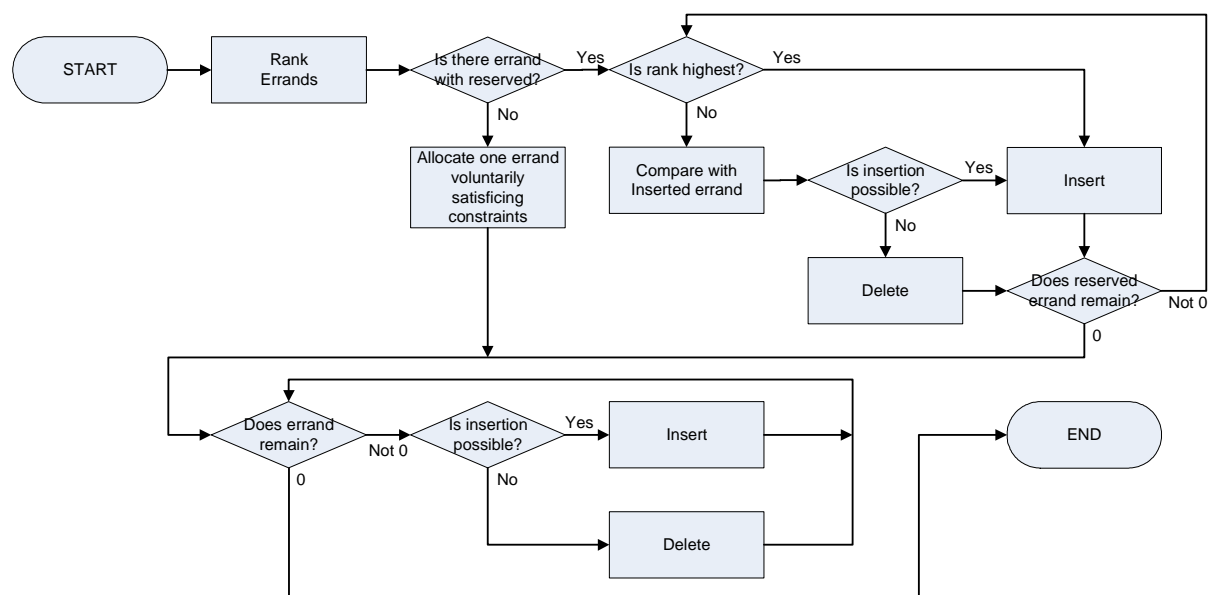 START
Rank
Errands
Is there errand
with reserved?
Yes
Is rank highest?
Yes
No
No
Allocate one errand
voluntarily
satisficing
constraints
Compare with
Inserted errand
Is insertion
possible?
Yes
Insert
No
Delete
Does reserved
errand remain?
Not 0
0
Does errand
remain?
Not 0
Is insertion
possible?
Yes
Insert
END
0
No
Delete